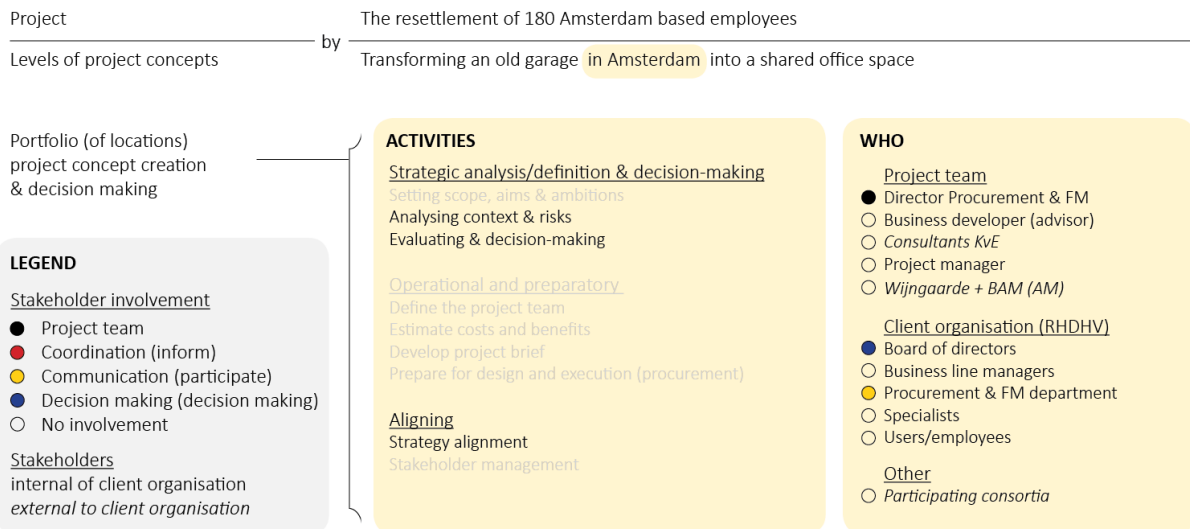 Project
The resettlement of 180 Amsterdam based employees
by
Levels of project concepts
Transforming an old garage in Amsterdam into a shared office space
Portfolio (of locations)
project concept creation
& decision making
LEGEND
Stakeholder involvement
Project team
Coordination (inform)
Communication (participate)
Decision making (decision making)
No involvement
Stakeholders
internal of client organisation
external to client organisation
ACTIVITIES
Strategic analysis/definition & decision-making
Setting scope, aims & ambitions
Analysing context & risks
Evaluating & decision-making
Operational and preparatory
Define the project team
Estimate costs and benefits
Develop project brief
Prepare for design and execution (procurement)
Aligning
Strategy alignment
Stakeholder management
WHO
Project team
Director Procurement & FM
Business developer (advisor)
Consultants KvE
Project manager
Wijngaarde + BAM (AM)
Client organisation (RHDHV)
Board of directors
Business line managers
Procurement & FM department
Specialists
Users/employees
Other
Participating consortia